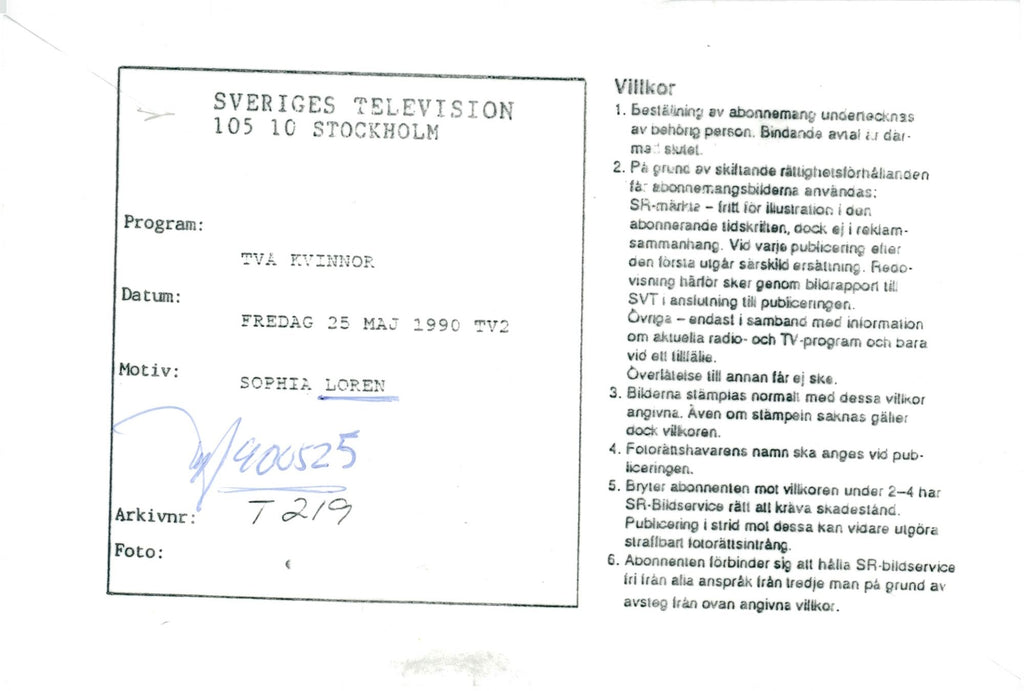 SVERIGES TELEVISION
105 10 STOCKHOLM
Program:
TVÅ KVINNOR
Datum:
FREDAG 25 MAJ 1990 TV2
Motiv:
SOPHIA LOREN
900525
Arkivnr: T 219
Foto:
Villkor
1. Beställning av abonnemang undertecknas
av behörig person. Bindande avtal är där-
med slutet.
2. På grund av skiftande rättighetsförhållanden
får abonnemangsbilderna användas:
SR-märkta – fritt för illustration i den
abonnerande tidskriften, dock ej i reklam-
sammanhang. Vid varje publicering efter
den första utgår särskild ersättning. Redo-
visning härför sker genom bildrapport till
SVT i anslutning till publiceringen.
Övriga – endast i samband med information
om aktuella radio- och TV-program och bara
vid ett tillfälle.
Överlåtelse till annan får ej ske.
3. Bilderna stämplas normalt med dessa villkor
angivna. Även om stämpeln saknas gäller
dock villkoren.
4. Fotorättshavarens namn ska anges vid pub-
liceringen.
5. Bryter abonnenten mot villkoren under 2–4 har
SR-Bildservice rätt att kräva skadestånd.
Publicering i strid mot dessa kan vidare utgöra
straffbart fotorättsintrång.
6. Abonnenten förbinder sig att hålla SR-bildservice
fri från alla anspråk från tredje man på grund av
avsteg från ovan angivna villkor.